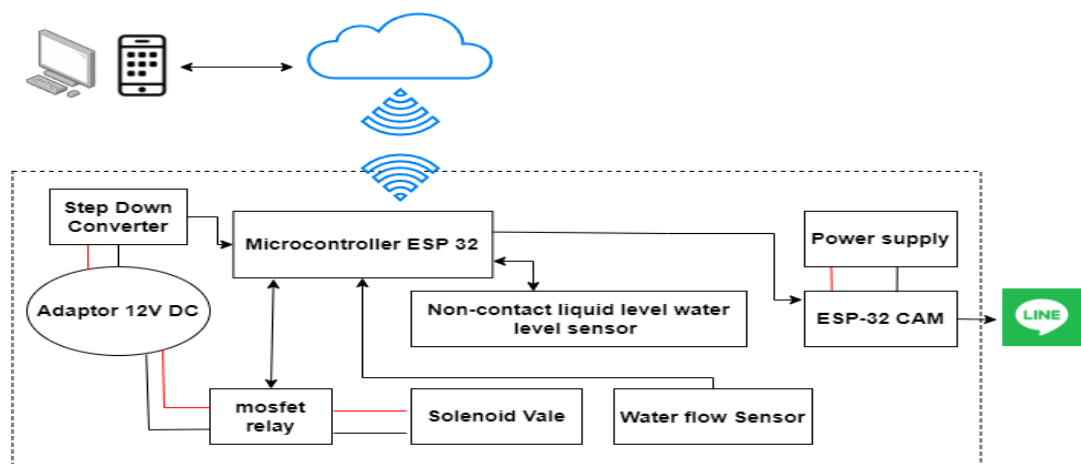 Step Down
Converter
Microcontroller ESP 32
Power supply
Adaptor 12V DC
Non-contact liquid level water
level sensor
ESP-32 CAM
LINE
mosfet
relay
Solenoid Vale
Water flow Sensor